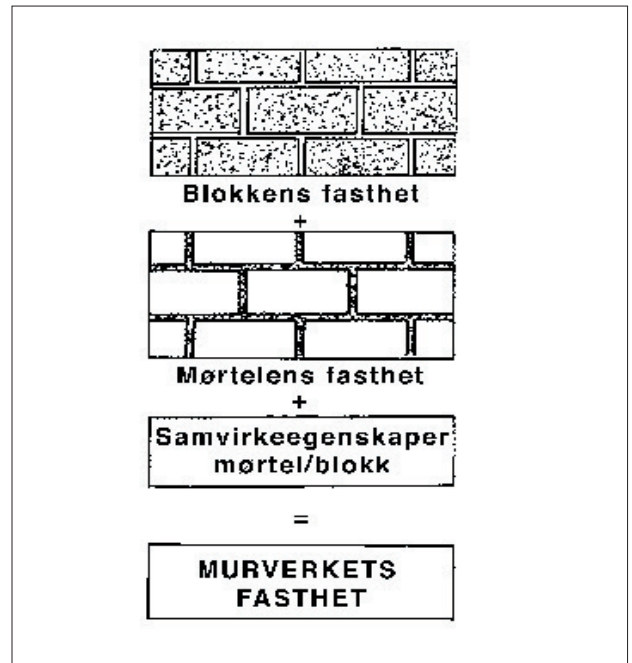 Blokkens fasthet
+
Mørtelens fasthet
+
Samvirkeegenskaper
mørtel/blokk
=
MURVERKETS
FASTHET